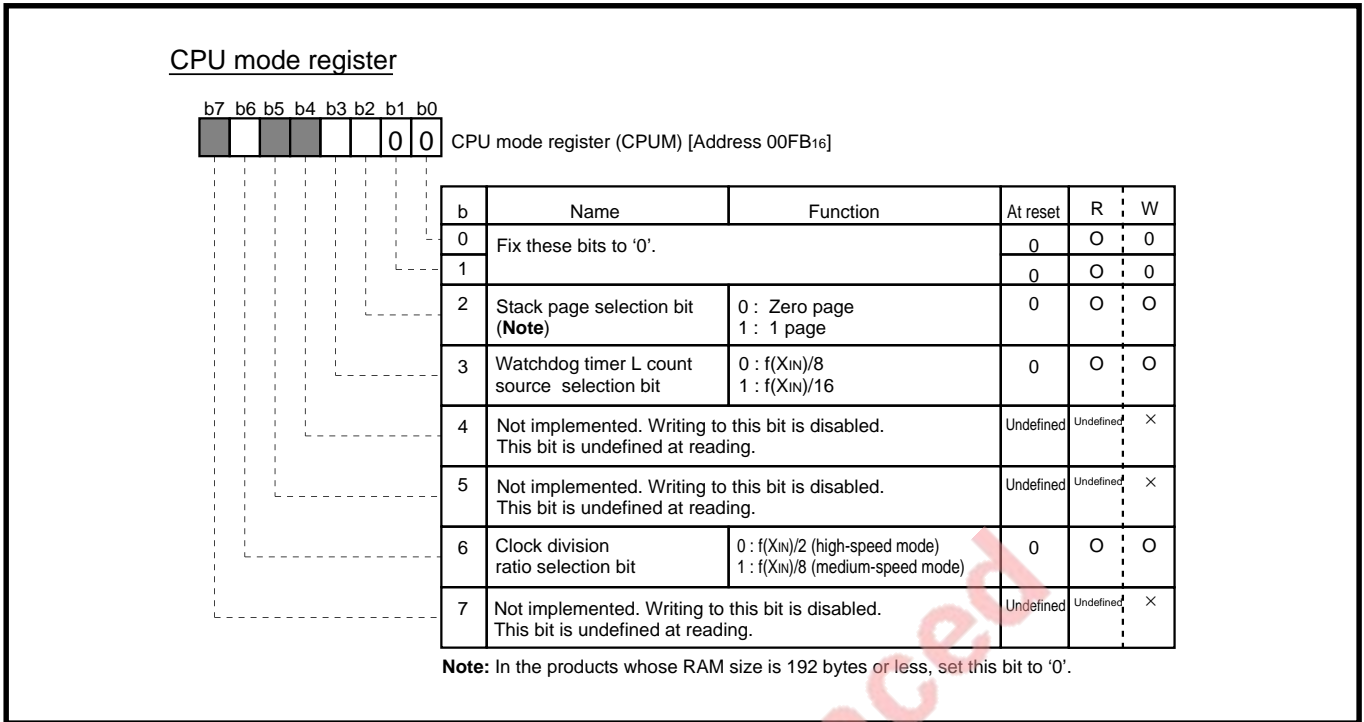 CPU mode register
b7 b6 b5 b4 b3 b2 b1 b0
0 0
CPU mode register (CPUM) [Address 00FB16]
b Name Function At reset R W
0 Fix these bits to ‘0’. 0 O 0
1 0 O 0
2 Stack page selection bit 0 : Zero page 0 O O
(Note) 1 : 1 page
3 Watchdog timer L count 0 : f(XIN)/8 0 O O
source selection bit 1 : f(XIN)/16
4 Not implemented. Writing to this bit is disabled. Undefined Undefined ×
This bit is undefined at reading.
5 Not implemented. Writing to this bit is disabled. Undefined Undefined ×
This bit is undefined at reading.
6 Clock division 0 : f(XIN)/2 (high-speed mode) 0 O O
ratio selection bit 1 : f(XIN)/8 (medium-speed mode)
7 Not implemented. Writing to this bit is disabled. Undefined Undefined ×
This bit is undefined at reading.
Note: In the products whose RAM size is 192 bytes or less, set this bit to ‘0’.